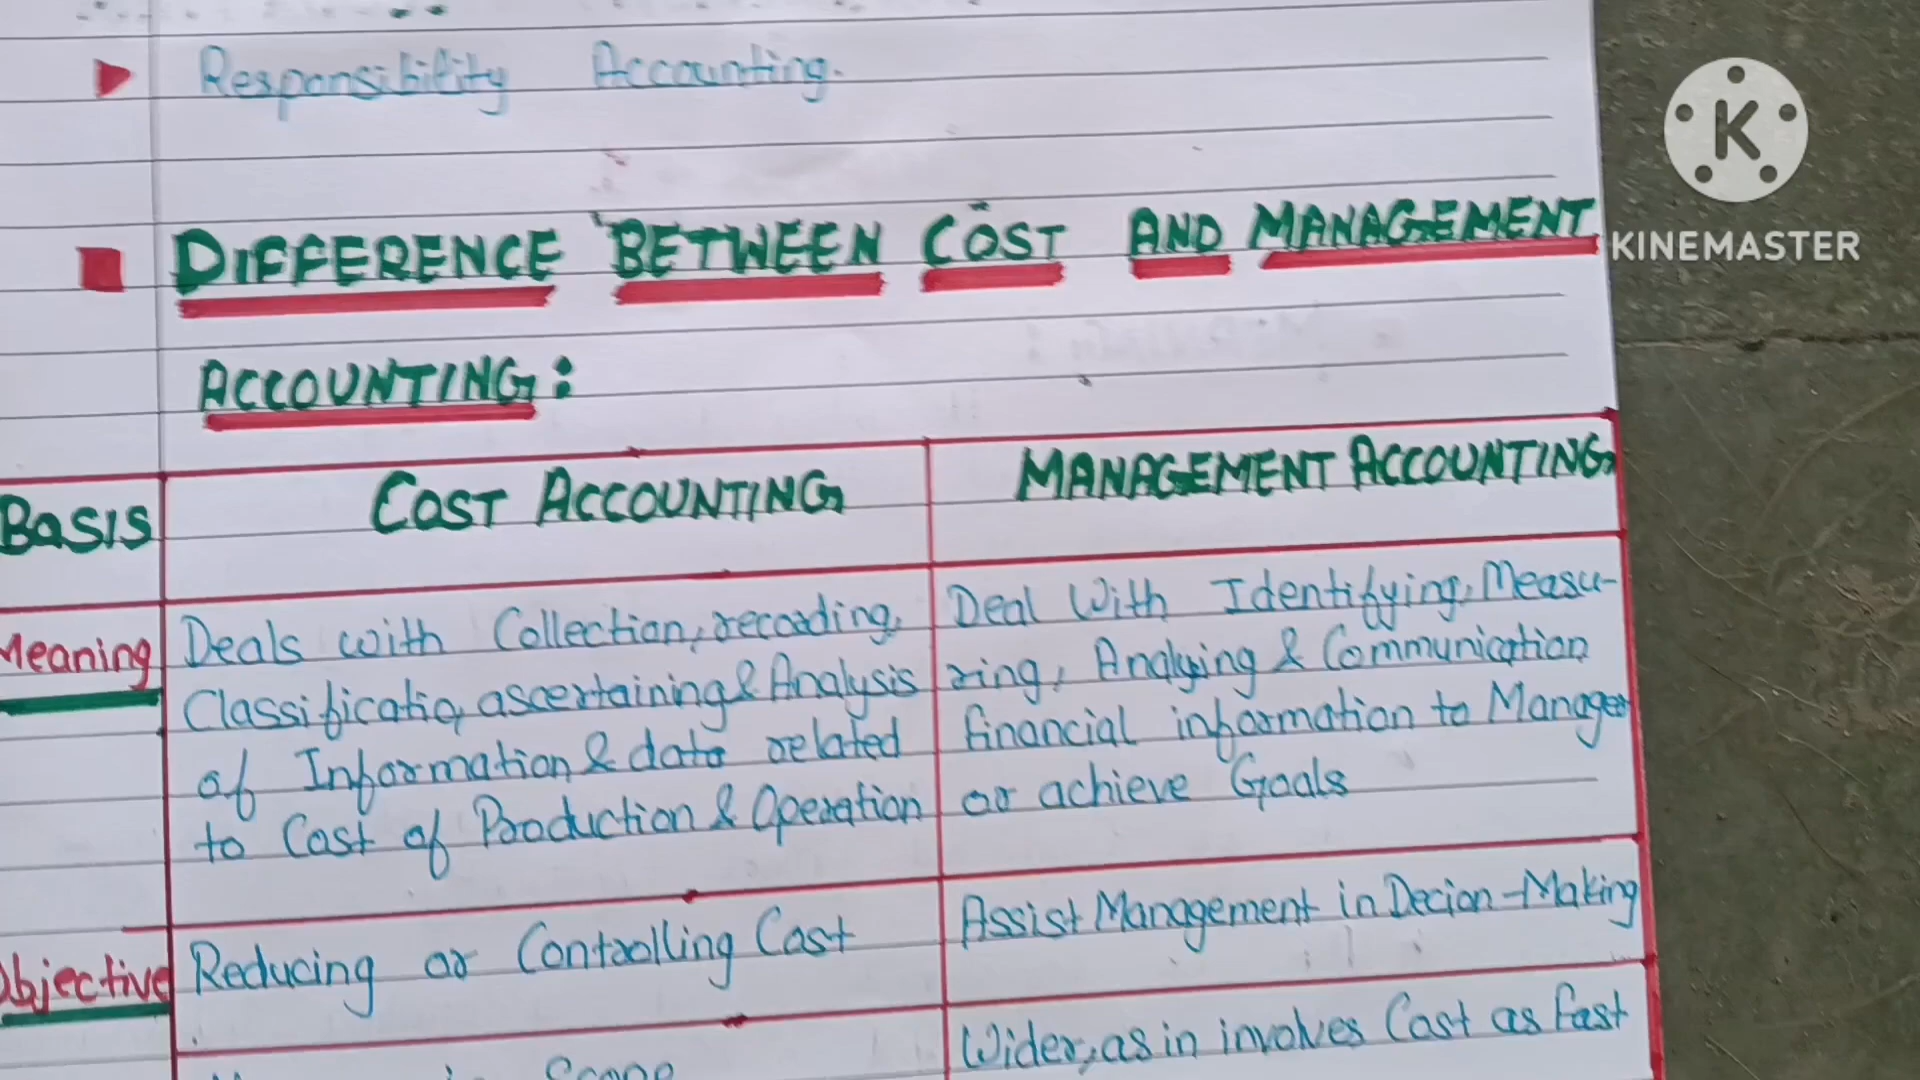 Responsibility Accounting.
DIFFERENCE BETWEEN COST AND MANAGEMENT
ACCOUNTING:
K
KINEMASTER
BASIS
COST ACCOUNTING
MANAGEMENT ACCOUNTING
Meaning
Deals with Collection, recording,
Classificatio, ascertaining & Analysis
of Information & data related
to Cost of Production & Operation
Deal With Identifying, Measu-
ring, Analying & Communication
financial information to Manager
or achieve Goals
Objective
Reducing or Controlling Cost
Assist Management in Decion-Making
Scope
Wider, as in involves Cost as fast